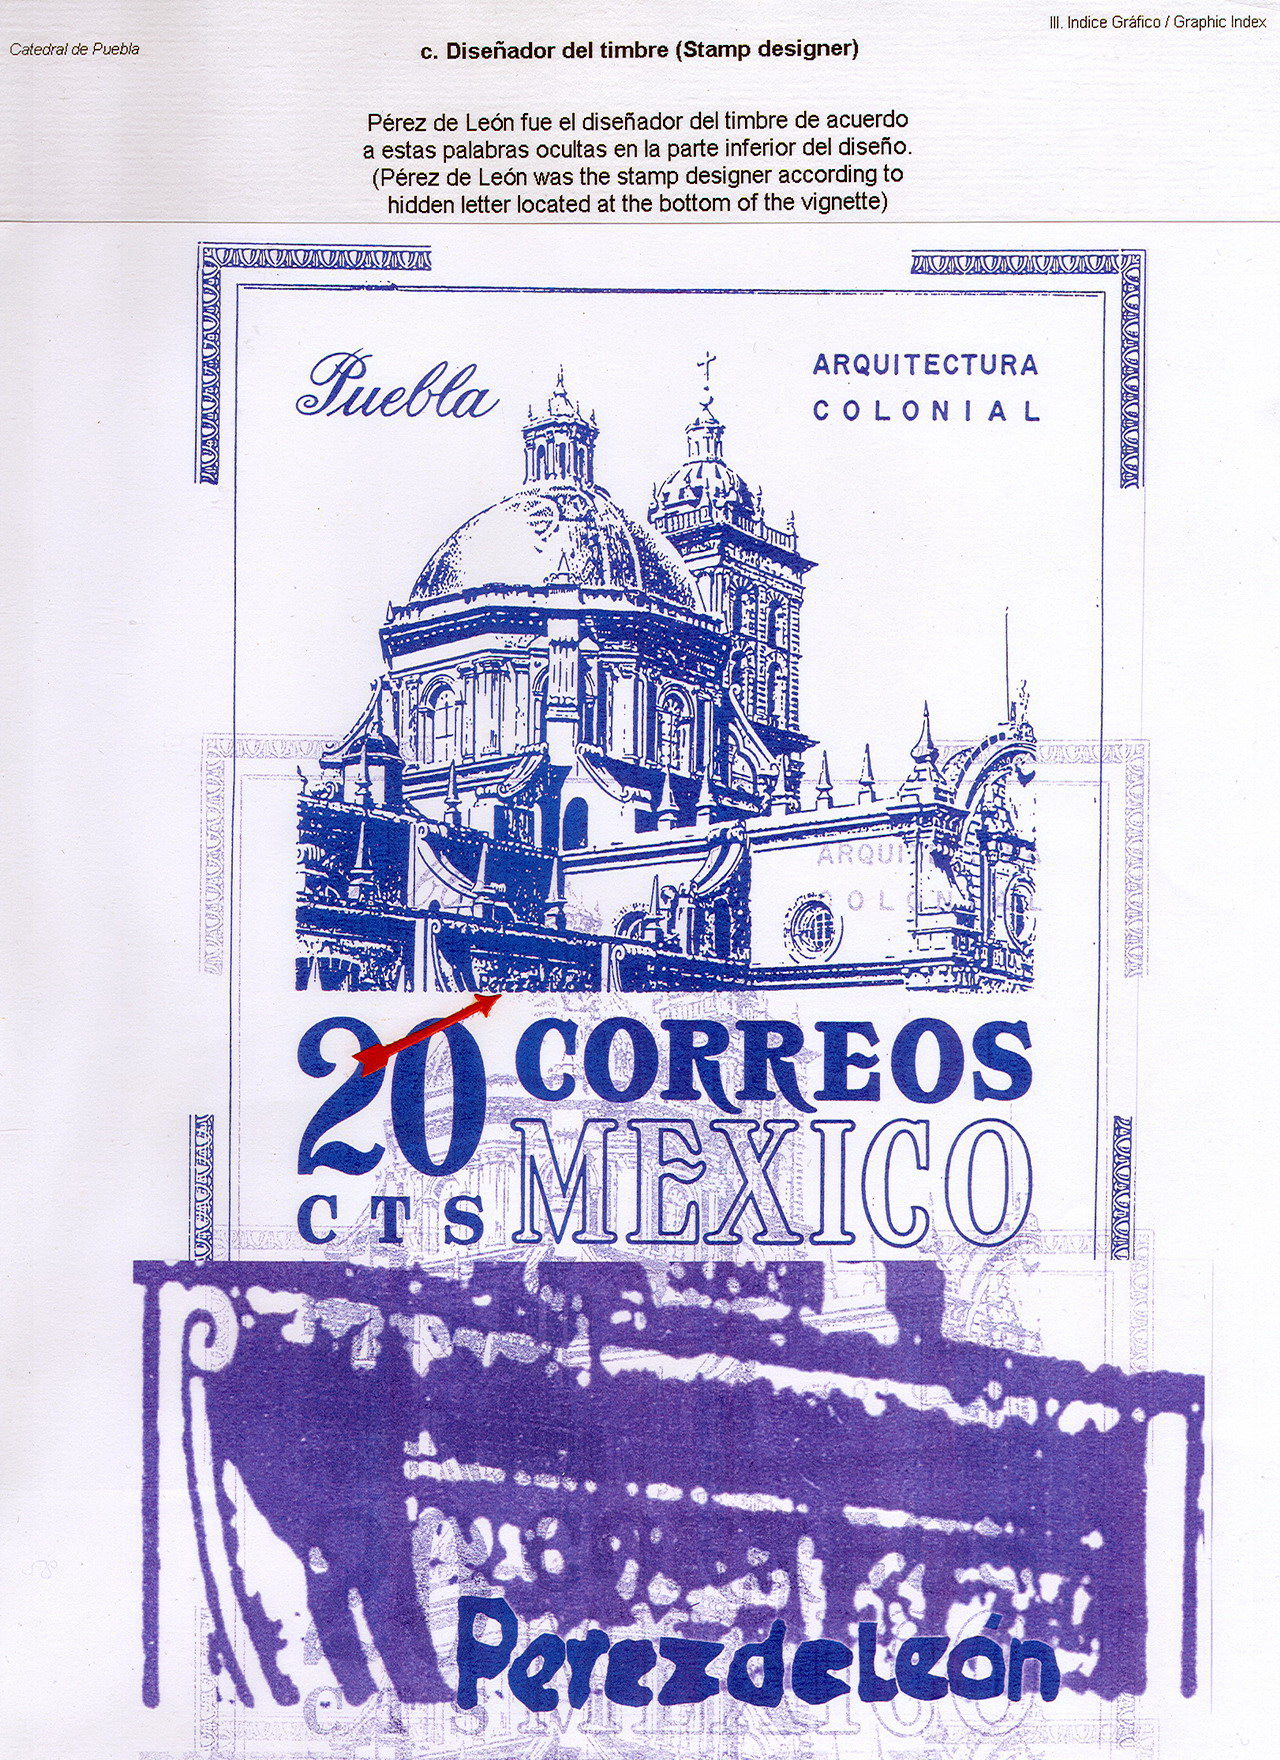 III. Indice Gráfico / Graphic Index
Catedral de Puebla
c. Diseñador del timbre (Stamp designer)
Pérez de León fue el diseñador del timbre de acuerdo
a estas palabras ocultas en la parte inferior del diseño.
(Pérez de León was the stamp designer according to
hidden letter located at the bottom of the vignette)
Puebla
ARQUITECTURA
COLONIAL
PerezdeLeón
20 CORREOS
CTS MEXICO
PerezdeLeón